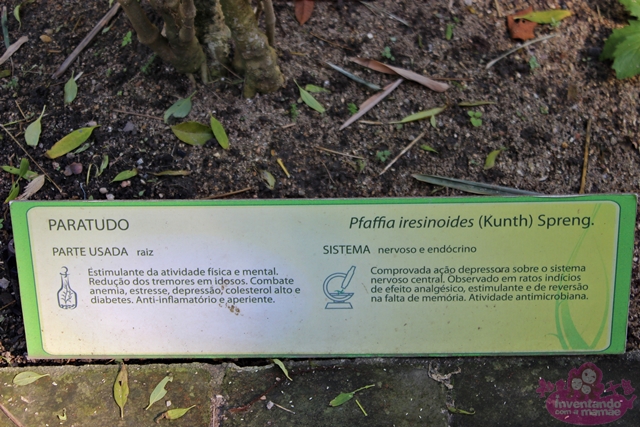 PARATUDO
Pfaffia iresinoides (Kunth) Spreng.
PARTE USADA raiz
Estimulante da atividade física e mental.
Redução dos tremores em idosos. Combate
anemia, estresse, depressão, colesterol alto e
diabetes. Anti-inflamatório e aperiente.
SISTEMA nervoso e endócrino
Comprovada ação depressora sobre o sistema
nervoso central. Observado em ratos indícios
de efeito analgésico, estimulante e de reversão
na falta de memória. Atividade antimicrobiana.
inventando
com a mamãe